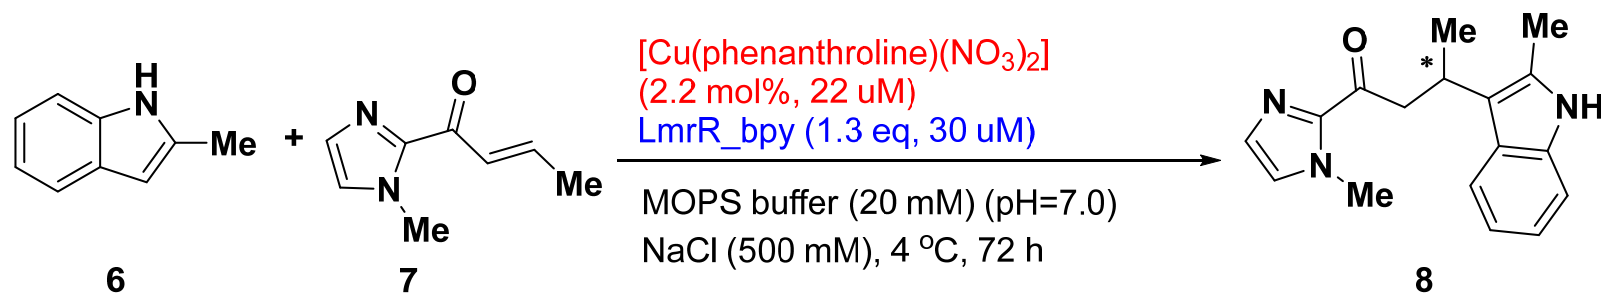 H
N
Me
6
+
N
N
Me
O
Me
7
[Cu(phenanthroline)(NO₃)₂]
(2.2 mol%, 22 uM)
LmrR_bpy (1.3 eq, 30 uM)
MOPS buffer (20 mM) (pH=7.0)
NaCl (500 mM), 4 ᵒC, 72 h
N
N
Me
O
Me
*
Me
NH
8